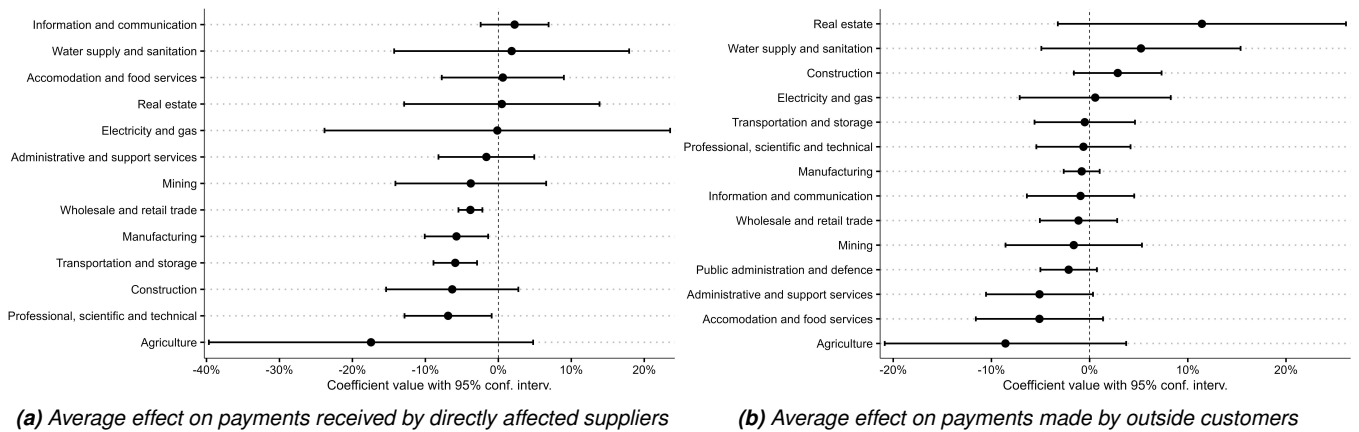 Information and communication
Water supply and sanitation
Accomodation and food services
Real estate
Electricity and gas
Administrative and support services
Mining
Wholesale and retail trade
Manufacturing
Transportation and storage
Construction
Professional, scientific and technical
Agriculture
-40% -30% -20% -10% 0% 10% 20%
Coefficient value with 95% conf. interv.
(a) Average effect on payments received by directly affected suppliers
Real estate
Water supply and sanitation
Construction
Electricity and gas
Transportation and storage
Professional, scientific and technical
Manufacturing
Information and communication
Wholesale and retail trade
Mining
Public administration and defence
Administrative and support services
Accomodation and food services
Agriculture
-20% -10% 0% 10% 20%
Coefficient value with 95% conf. interv.
(b) Average effect on payments made by outside customers